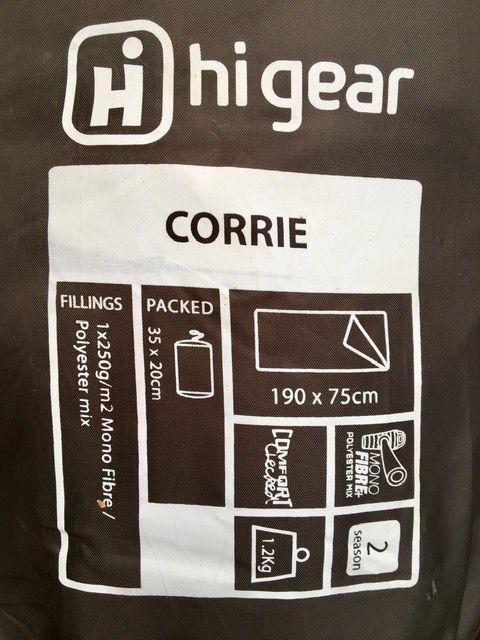 Hi
hi gear
CORRIE
FILLINGS
1x250g/m2 Mono Fibre /
Polyester mix
PACKED
35 x 20cm
190 x 75cm
COMFORT
Checked
MONO
FIBRE
POLYESTER MIX
1.2Kg
2
season